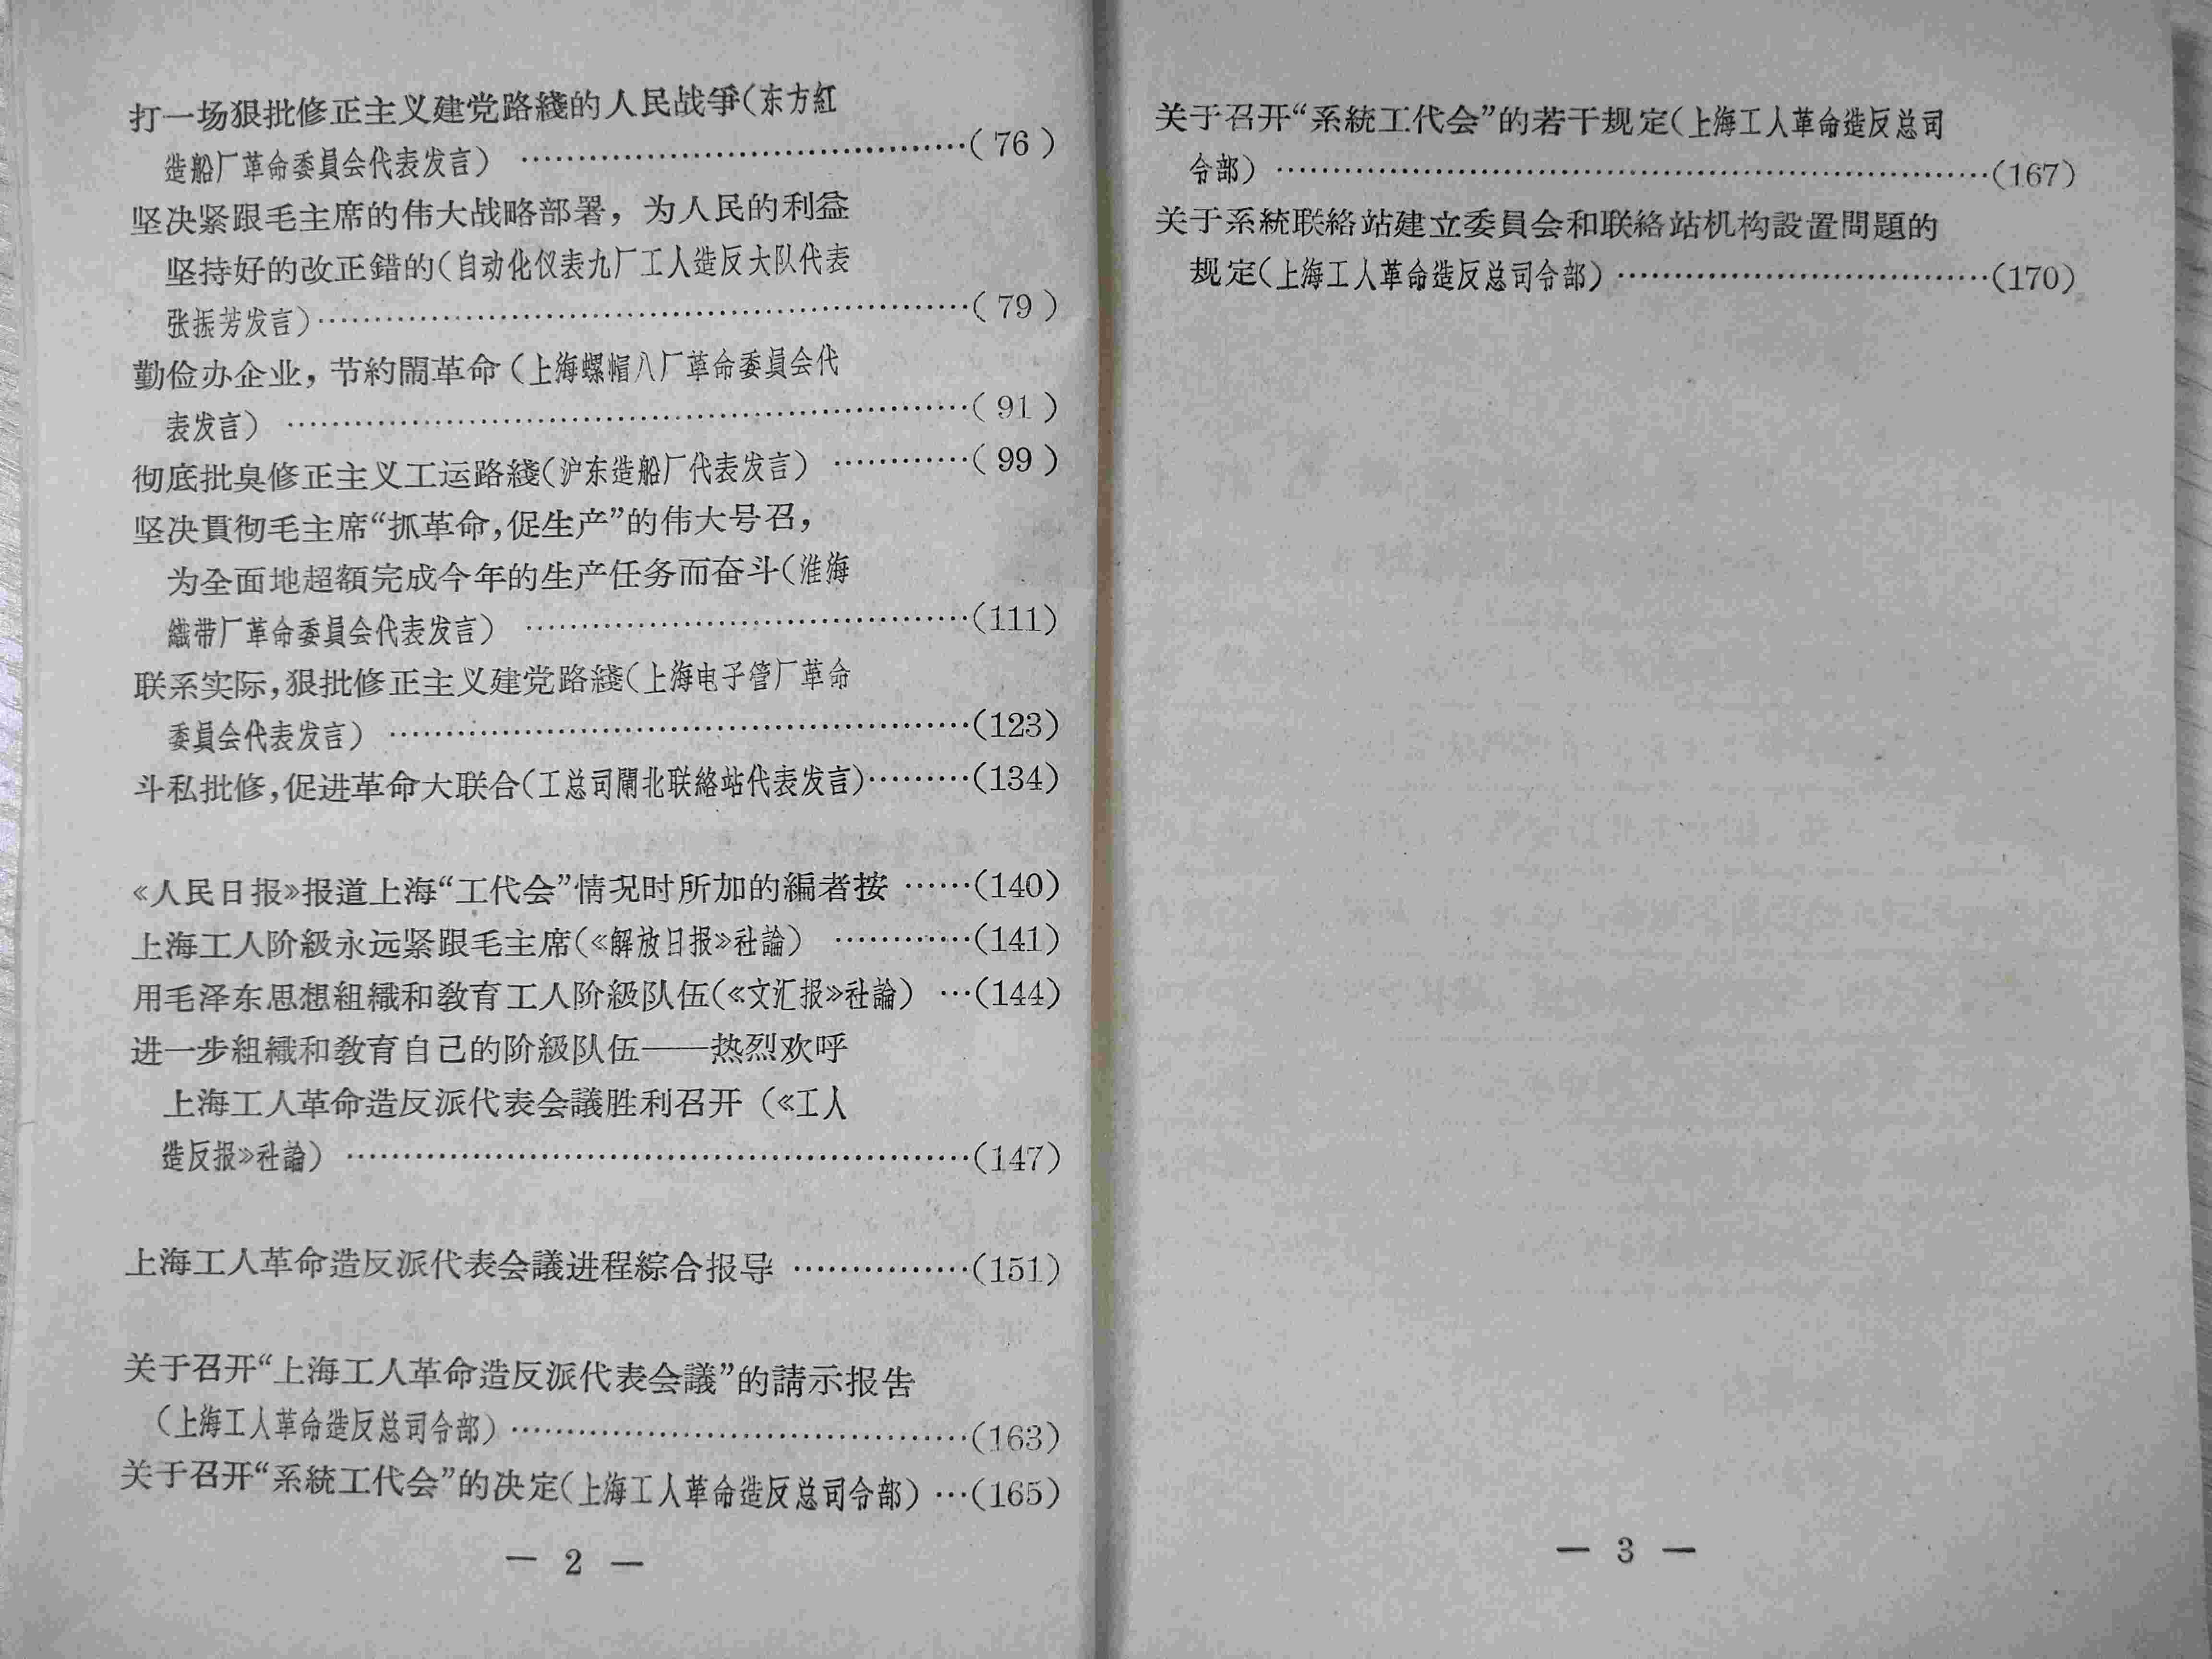 打一场狠批修正主义建党路綫的人民战爭(东方紅
造船厂革命委員会代表发言) ……………………………………( 76 )
坚决紧跟毛主席的伟大战略部署，为人民的利益
坚持好的改正錯的(自动化仪表九厂工人造反大队代表
张振芳发言)……………………………………………………( 79 )
勤俭办企业，节約閙革命(上海螺帽八厂革命委員会代
表发言) …………………………………………………………( 91 )
彻底批臭修正主义工运路綫(沪东造船厂代表发言) …………( 99 )
坚决貫彻毛主席“抓革命,促生产”的伟大号召，
为全面地超額完成今年的生产任务而奋斗(淮海
織带厂革命委員会代表发言) ……………………………………(111)
联系实际,狠批修正主义建党路綫(上海电子管厂革命
委員会代表发言) …………………………………………………(123)
斗私批修,促进革命大联合(工总司閘北联絡站代表发言)………(134)
《人民日报》报道上海“工代会”情况时所加的編者按 ……(140)
上海工人阶級永远紧跟毛主席(《解放日报》社論) …………(141)
用毛泽东思想組織和敎育工人阶級队伍(《文汇报》社論) …(144)
进一步組織和敎育自己的阶級队伍——热烈欢呼
上海工人革命造反派代表会議胜利召开(《工人
造反报》社論) ……………………………………………………(147)
上海工人革命造反派代表会議进程綜合报导 ……………(151)
关于召开“上海工人革命造反派代表会議”的請示报告
(上海工人革命造反总司令部) ……………………………………(163)
关于召开“系統工代会”的决定(上海工人革命造反总司令部) …(165)
— 2 —
关于召开“系統工代会”的若干规定(上海工人革命造反总司
令部) ……………………………………………………………(167)
关于系統联絡站建立委員会和联絡站机构設置問題的
规定(上海工人革命造反总司令部) ………………………………(170)
— 3 —